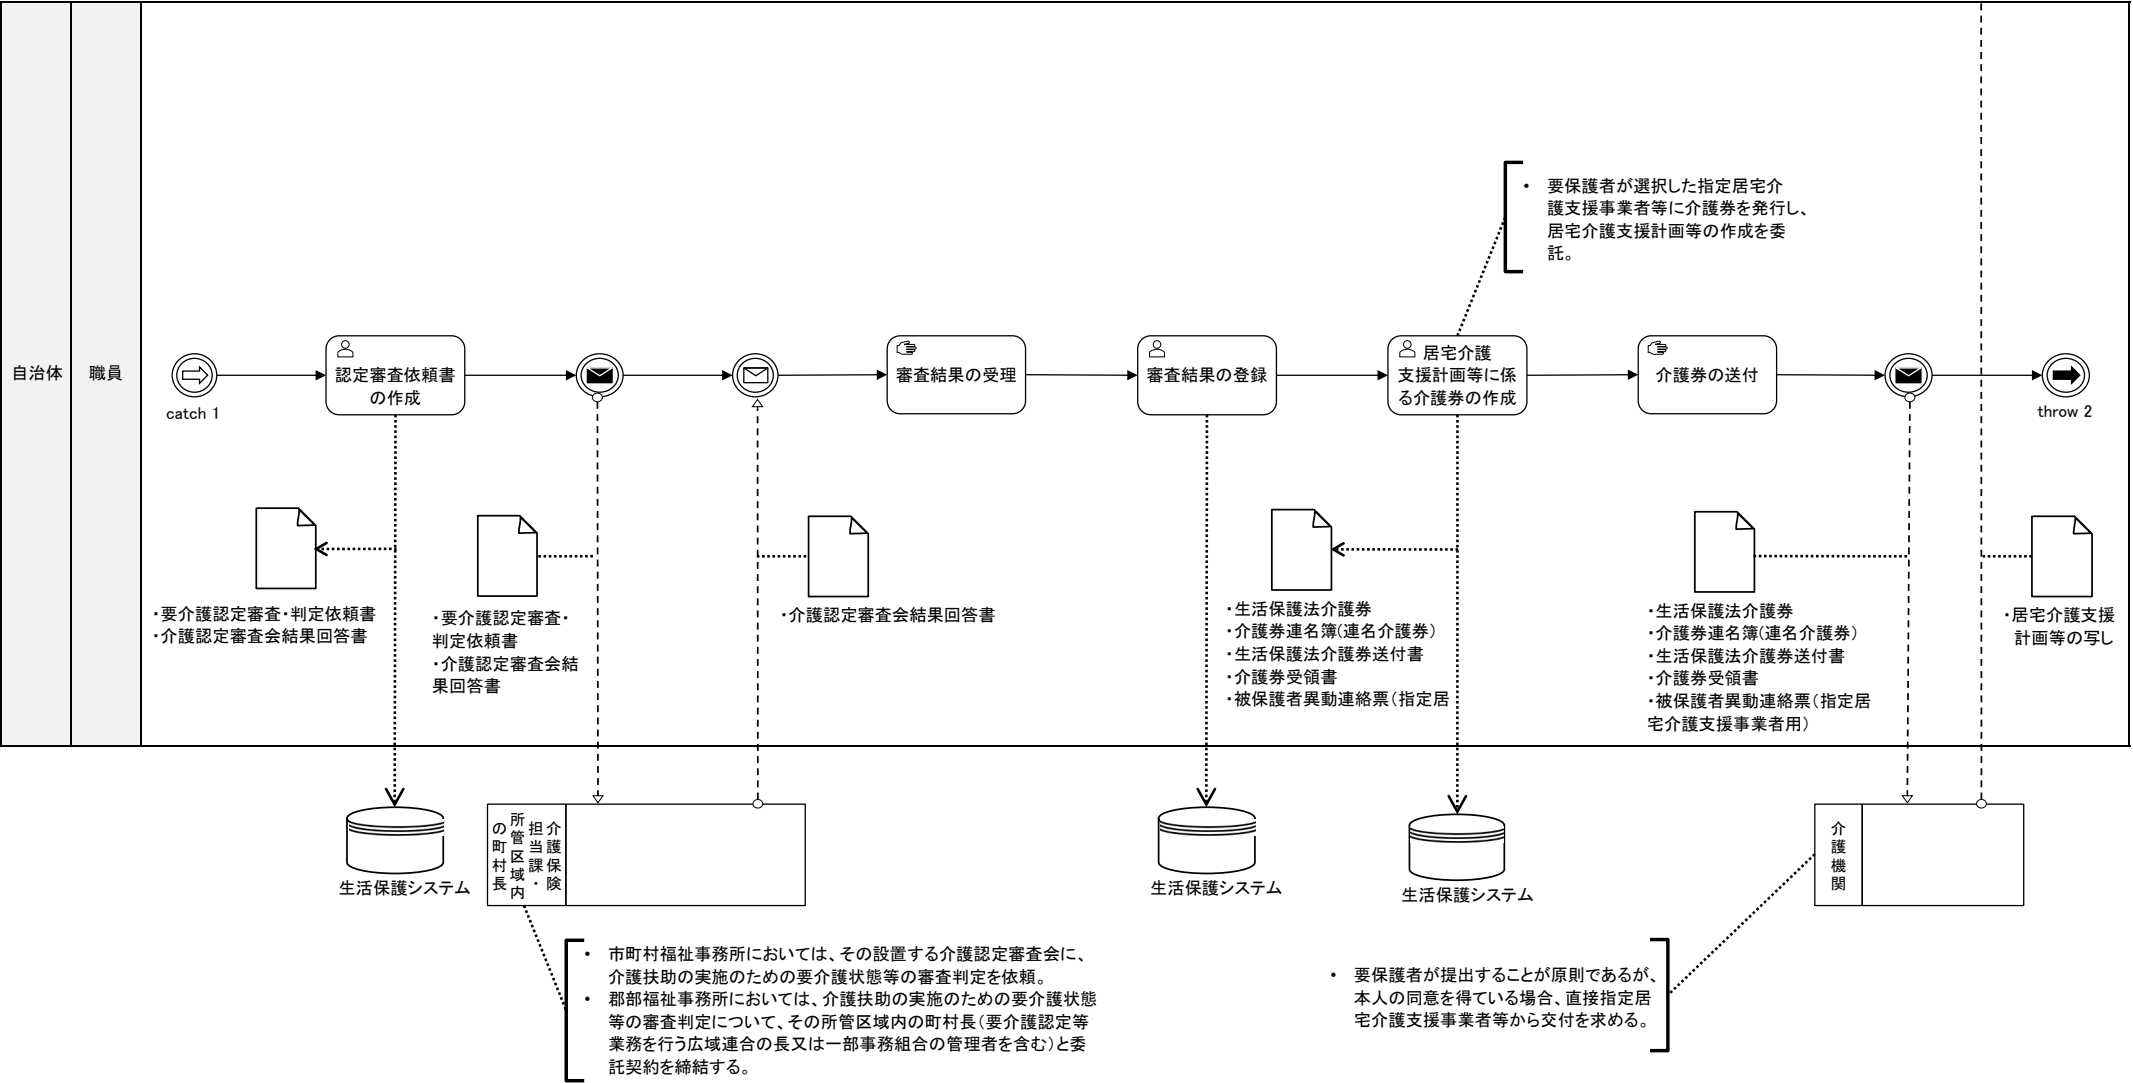 自治体
職員
・ 要保護者が選択した指定居宅介
護支援事業者等に介護券を発行し、
居宅介護支援計画等の作成を委
託。
catch 1
認定審査依頼書
の作成
審査結果の受理
審査結果の登録
居宅介護
支援計画等に係
る介護券の作成
介護券の送付
throw 2
・要介護認定審査・判定依頼書
・介護認定審査会結果回答書
・要介護認定審査・
判定依頼書
・介護認定審査会結
果回答書
・介護認定審査会結果回答書
・生活保護法介護券
・介護券連名簿(連名介護券)
・生活保護法介護券送付書
・介護券受領書
・被保護者異動連絡票(指定居
・生活保護法介護券
・介護券連名簿(連名介護券)
・生活保護法介護券送付書
・介護券受領書
・被保護者異動連絡票(指定居
宅介護支援事業者用)
・居宅介護支援
計画等の写し
生活保護システム
介護保険
担当課・
所管区域内
の町村長
生活保護システム
生活保護システム
介護機関
・ 市町村福祉事務所においては、その設置する介護認定審査会に、
介護扶助の実施のための要介護状態等の審査判定を依頼。
・ 郡部福祉事務所においては、介護扶助の実施のための要介護状態
等の審査判定について、その所管区域内の町村長(要介護認定等
業務を行う広域連合の長又は一部事務組合の管理者を含む)と委
託契約を締結する。
・ 要保護者が提出することが原則であるが、
本人の同意を得ている場合、直接指定居
宅介護支援事業者等から交付を求める。